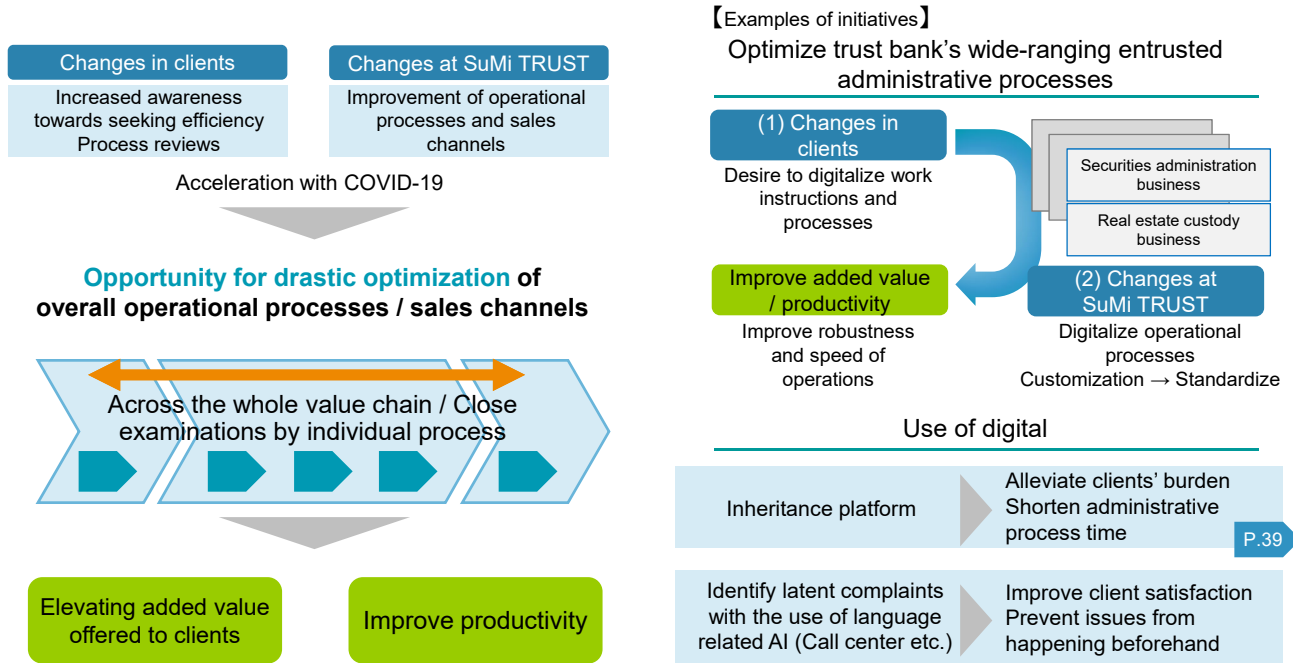 Changes in clients
Increased awareness
towards seeking efficiency
Process reviews
Changes at SuMi TRUST
Improvement of operational
processes and sales
channels
Acceleration with COVID-19
Opportunity for drastic optimization of
overall operational processes / sales channels
Across the whole value chain / Close
examinations by individual process
Elevating added value
offered to clients
Improve productivity
【Examples of initiatives】
Optimize trust bank’s wide-ranging entrusted
administrative processes
(1) Changes in
clients
Desire to digitalize work
instructions and
processes
Securities administration
business
Real estate custody
business
Improve added value
/ productivity
Improve robustness
and speed of
operations
(2) Changes at
SuMi TRUST
Digitalize operational
processes
Customization → Standardize
Use of digital
Inheritance platform
Alleviate clients’ burden
Shorten administrative
process time
P.39
Identify latent complaints
with the use of language
related AI (Call center etc.)
Improve client satisfaction
Prevent issues from
happening beforehand